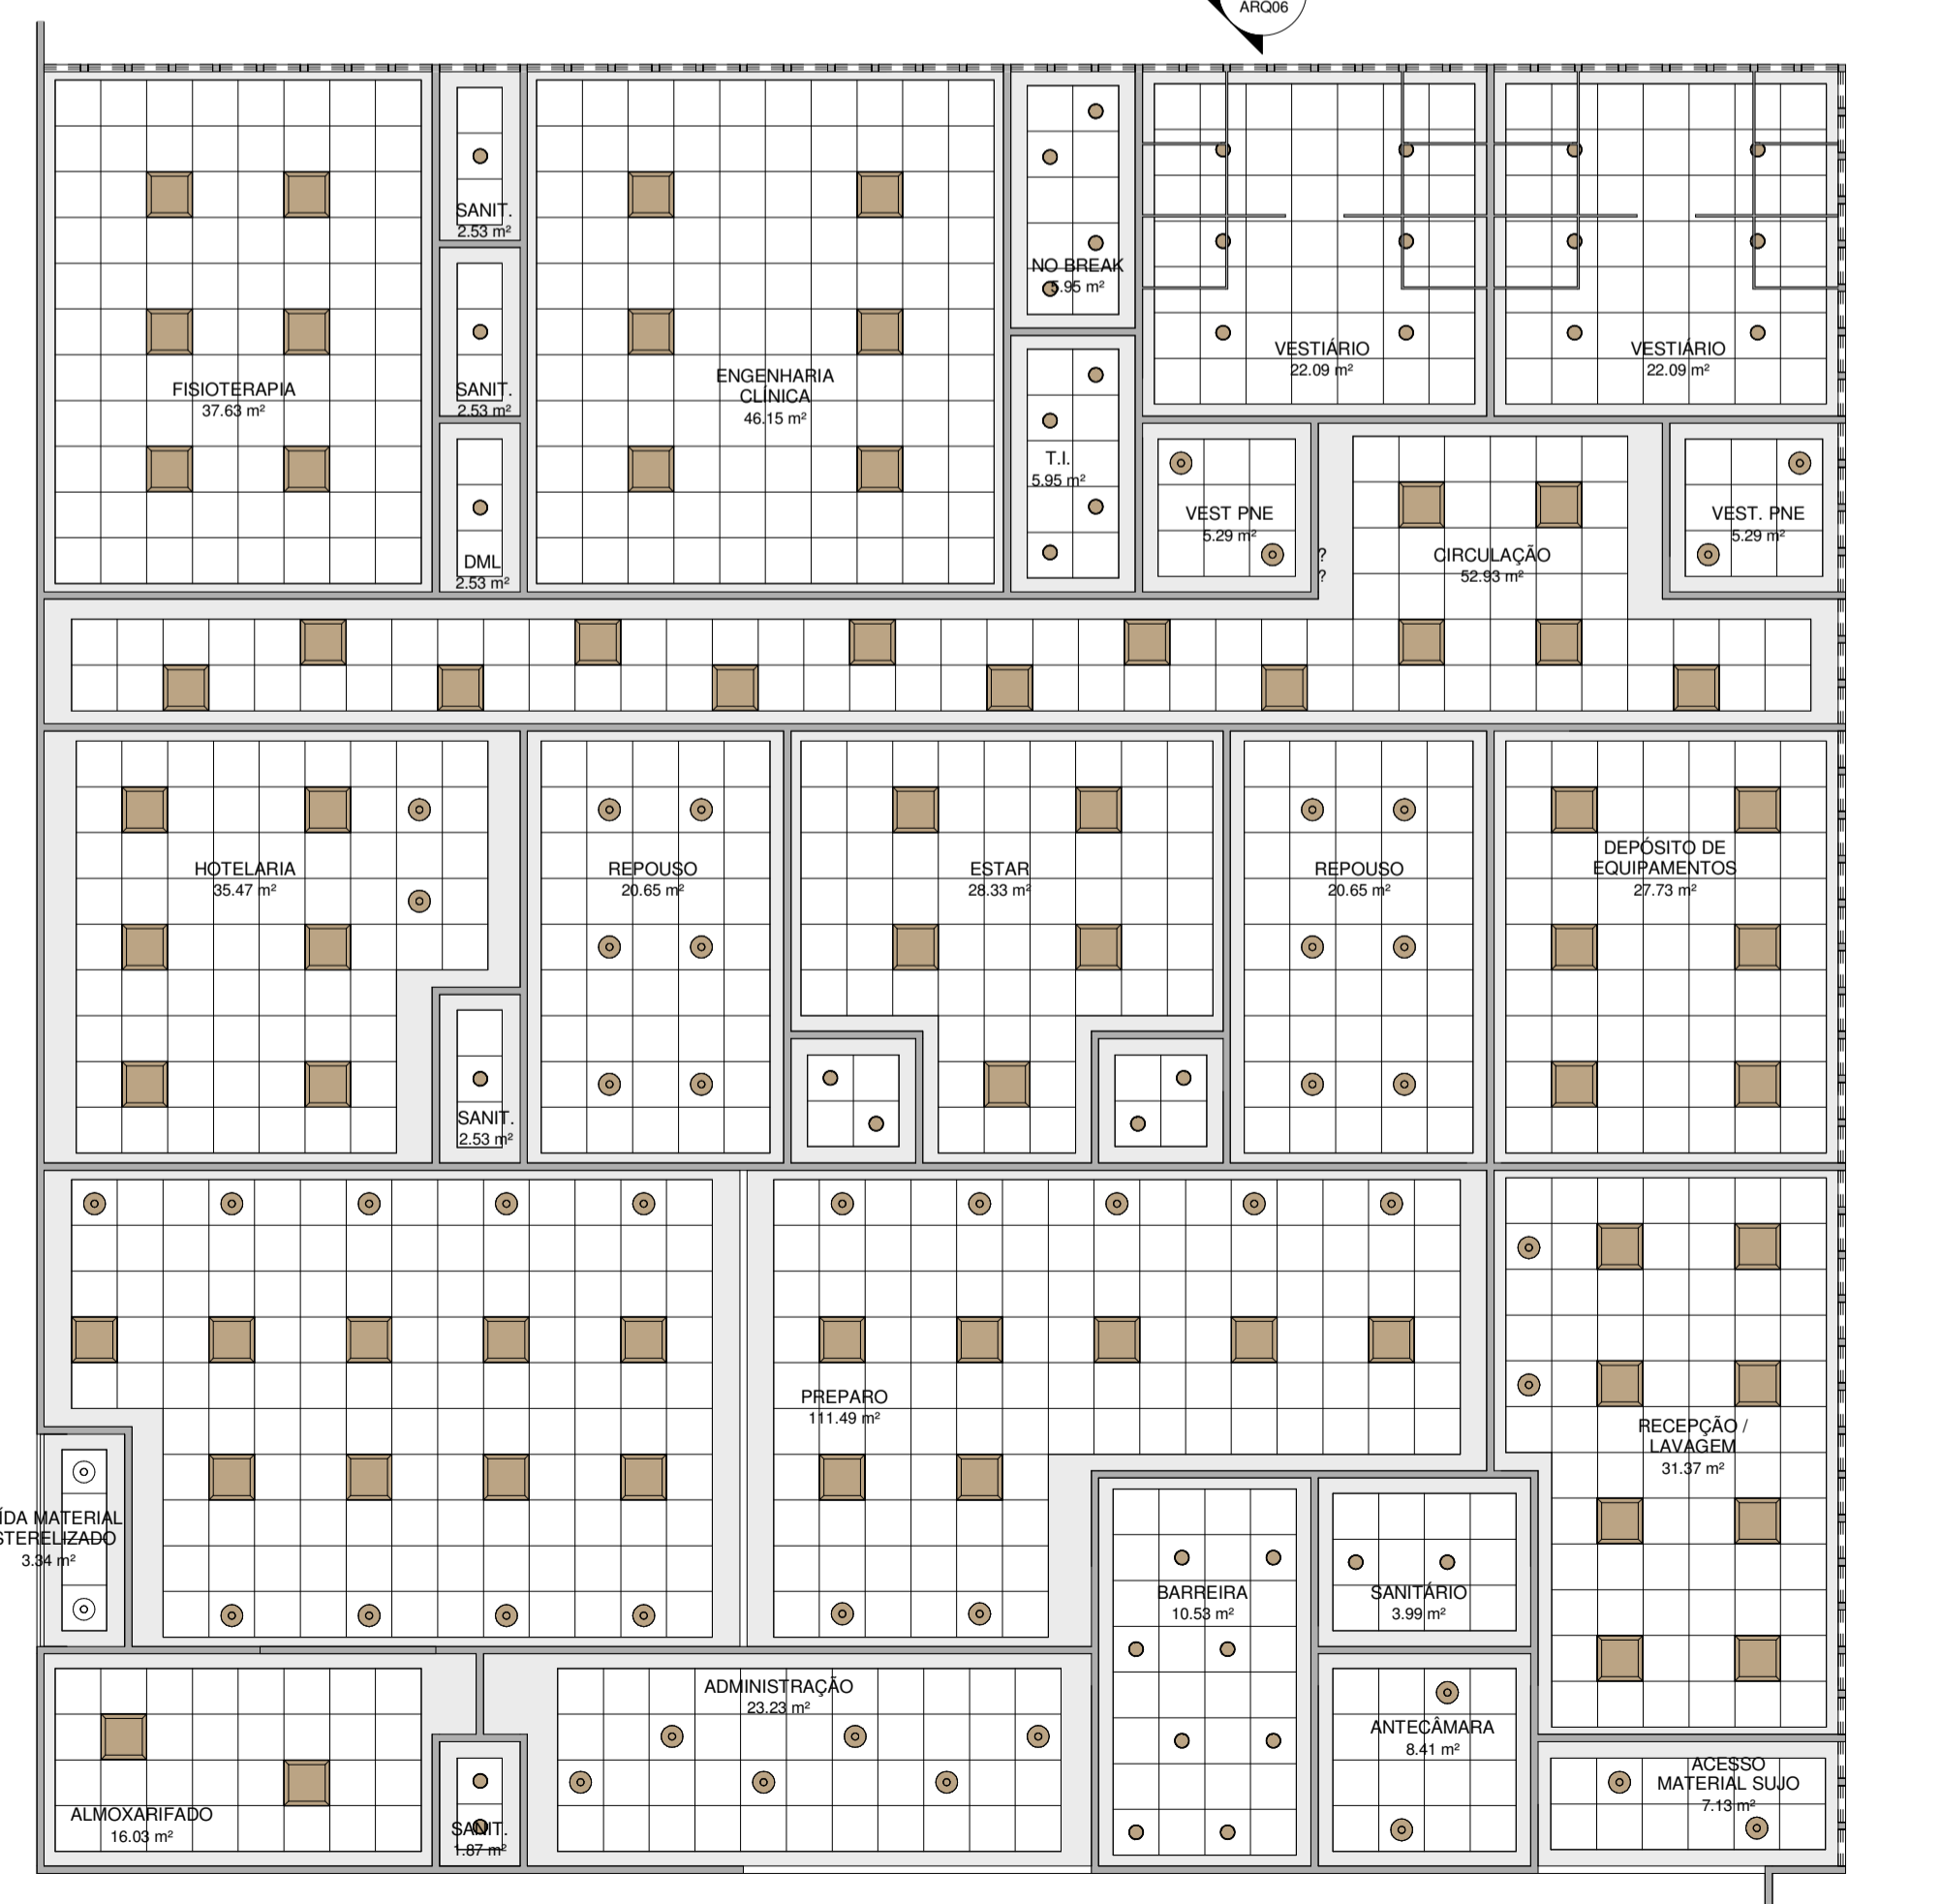 ARQ06
SANIT.
2.53 m²
NO BREAK
5.95 m²
FISIOTERAPIA
37.63 m²
SANIT.
2.53 m²
ENGENHARIA
CLÍNICA
46.15 m²
VESTIÁRIO
22.09 m²
VESTIÁRIO
22.09 m²
T.I.
5.95 m²
DML
2.53 m²
VEST PNE
5.29 m²
?
?
CIRCULAÇÃO
52.93 m²
VEST. PNE
5.29 m²
HOTELARIA
35.47 m²
REPOUSO
20.65 m²
ESTAR
28.33 m²
REPOUSO
20.65 m²
DEPÓSITO DE
EQUIPAMENTOS
27.73 m²
SANIT.
2.53 m²
PREPARO
111.49 m²
RECEPÇÃO /
LAVAGEM
31.37 m²
ÍDA MATERIAL
STERELIZADO
3.34 m²
BARREIRA
10.53 m²
SANITÁRIO
3.99 m²
ADMINISTRAÇÃO
23.23 m²
ANTECÂMARA
8.41 m²
ACESSO
MATERIAL SUJO
7.13 m²
ALMOXARIFADO
16.03 m²
SANIT.
1.87 m²